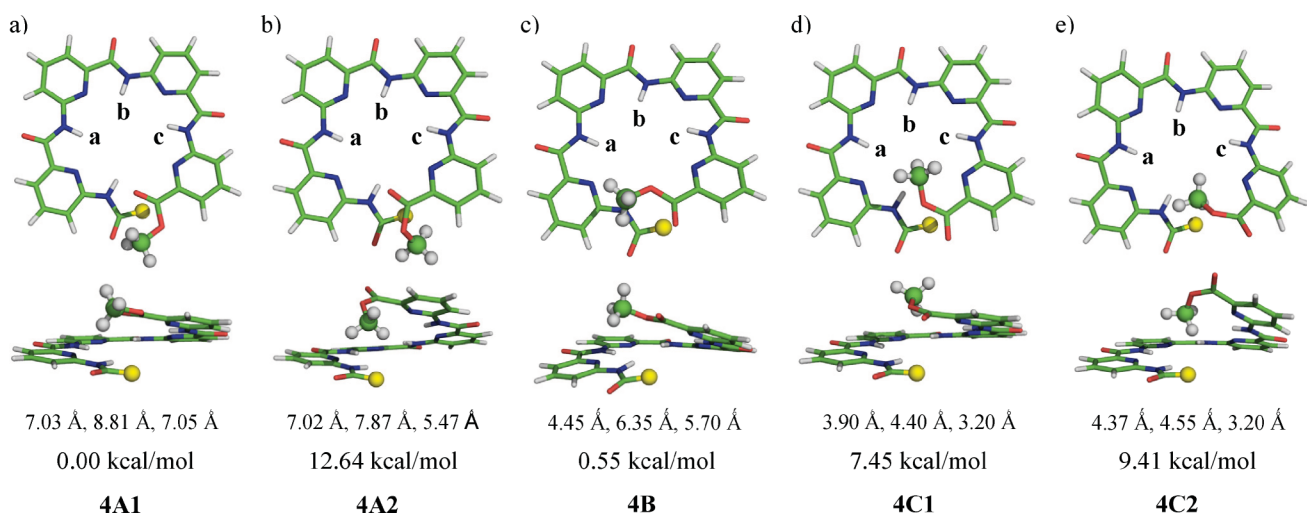 a) b) c) d) e)
b b b b b
a c a c a c a c a c
7.03 Å, 8.81 Å, 7.05 Å 7.02 Å, 7.87 Å, 5.47 Å 4.45 Ǻ, 6.35 Ǻ, 5.70 Ǻ 3.90 Ǻ, 4.40 Ǻ, 3.20 Ǻ 4.37 Ǻ, 4.55 Ǻ, 3.20 Ǻ
0.00 kcal/mol 12.64 kcal/mol 0.55 kcal/mol 7.45 kcal/mol 9.41 kcal/mol
4A1 4A2 4B 4C1 4C2